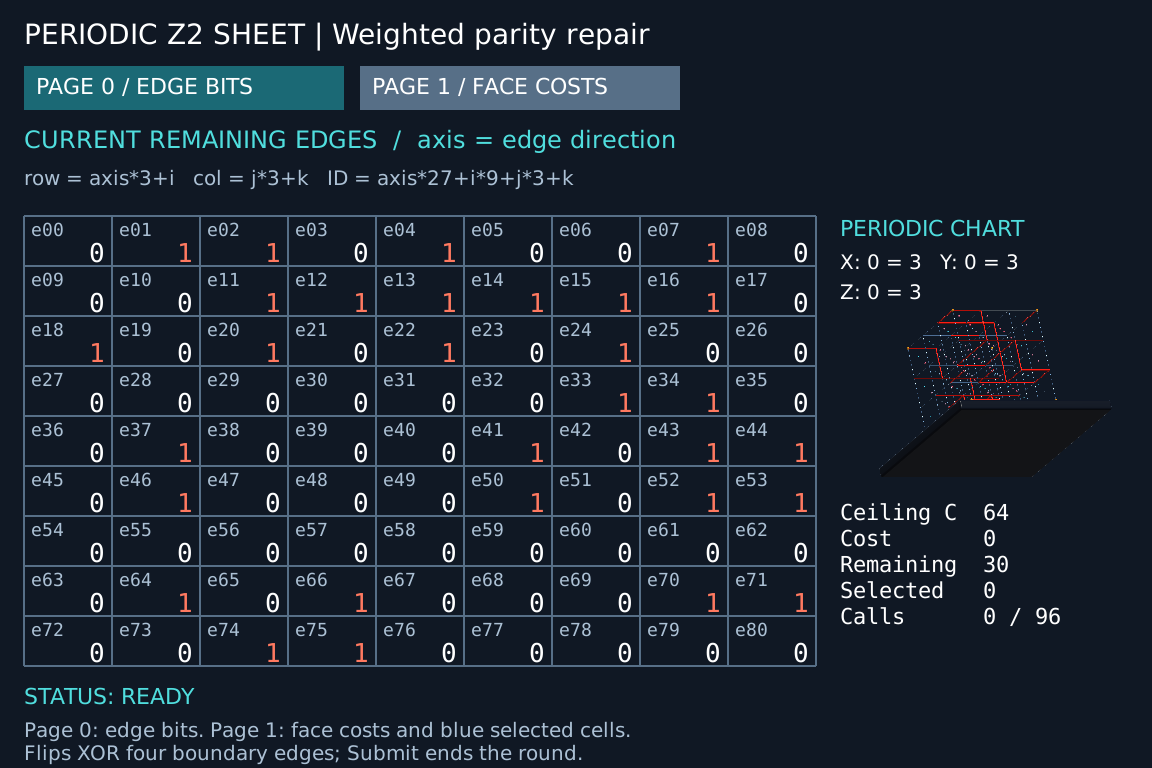 PERIODIC Z2 SHEET | Weighted parity repair
PAGE 0 / EDGE BITS PAGE 1 / FACE COSTS
CURRENT REMAINING EDGES / axis = edge direction
row = axis*3+i col = j*3+k ID = axis*27+i*9+j*3+k
e00 e01 e02 e03 e04 e05 e06 e07 e08
0 1 1 0 1 0 0 1 0
e09 e10 e11 e12 e13 e14 e15 e16 e17
0 0 1 1 1 1 1 1 0
e18 e19 e20 e21 e22 e23 e24 e25 e26
1 0 1 0 1 0 1 0 0
e27 e28 e29 e30 e31 e32 e33 e34 e35
0 0 0 0 0 0 1 1 0
e36 e37 e38 e39 e40 e41 e42 e43 e44
0 1 0 0 0 1 0 1 1
e45 e46 e47 e48 e49 e50 e51 e52 e53
0 1 0 0 0 1 0 1 1
e54 e55 e56 e57 e58 e59 e60 e61 e62
0 0 0 0 0 0 0 0 0
e63 e64 e65 e66 e67 e68 e69 e70 e71
0 1 0 1 0 0 0 1 1
e72 e73 e74 e75 e76 e77 e78 e79 e80
0 0 1 1 0 0 0 0 0
PERIODIC CHART
X: 0 = 3 Y: 0 = 3
Z: 0 = 3
Ceiling C 64
Cost 0
Remaining 30
Selected 0
Calls 0 / 96
STATUS: READY
Page 0: edge bits. Page 1: face costs and blue selected cells.
Flips XOR four boundary edges; Submit ends the round.